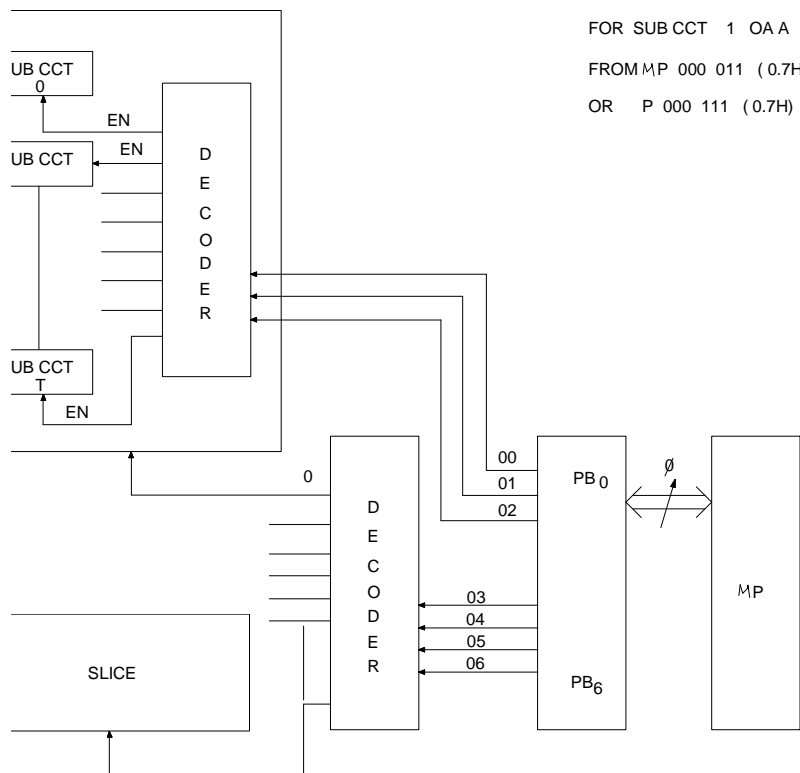 FOR SUB CCT 1 OA A
FROM MP 000 011 ( 0.7H
OR P 000 111 ( 0.7H)
UB CCT
0
EN
EN
UB CCT
DECODER
UB CCT
T
EN
0
DECODER
00
01
02
03
04
05
06
PB0
PB6
Ø
MP
SLICE